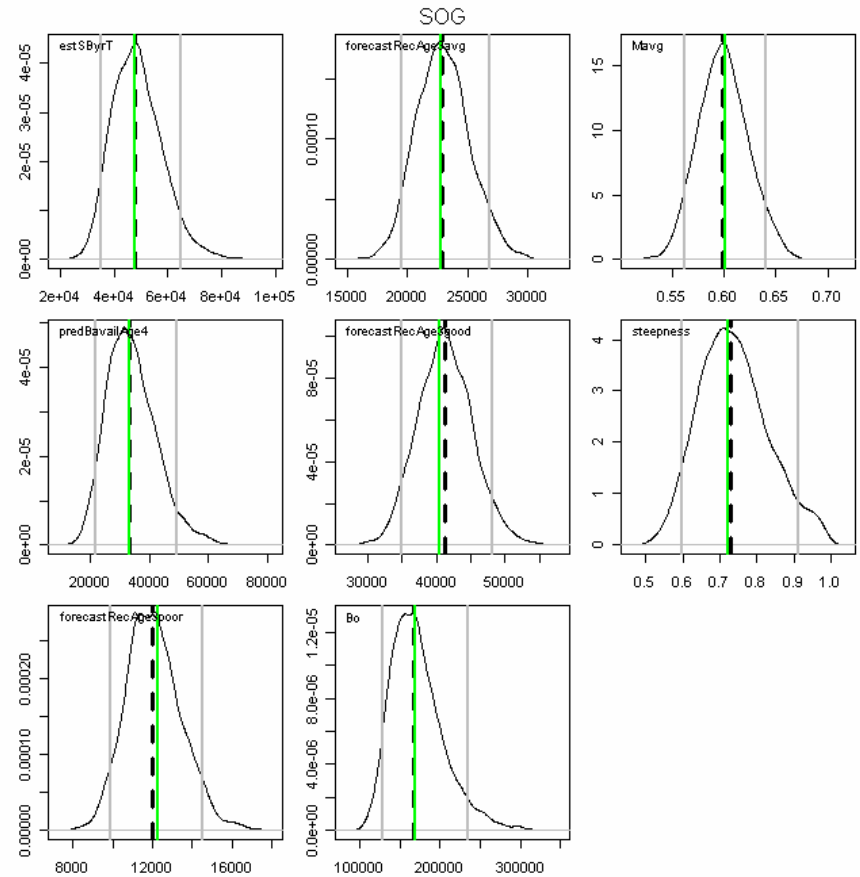 SOG
estSByrT
0e+00 2e-05 3e-05 4e-05
2e+04 4e+04 6e+04 8e+04 1e+05
forecastRecAge3avg
0.00000 0.00010
15000 20000 25000 30000
Mavg
0 5 10 15
0.55 0.60 0.65 0.70
predBavailAge4
0e+00 2e-05 4e-05
20000 40000 60000 80000
forecastRecAge3good
0e+00 4e-05 8e-05
30000 40000 50000
steepness
0 1 2 3 4
0.5 0.6 0.7 0.8 0.9 1.0
forecastRecAge3poor
0.00000 0.00010 0.00020
8000 12000 16000
Bo
0.0e+00 4.0e-06 8.0e-06 1.2e-05
100000 200000 300000